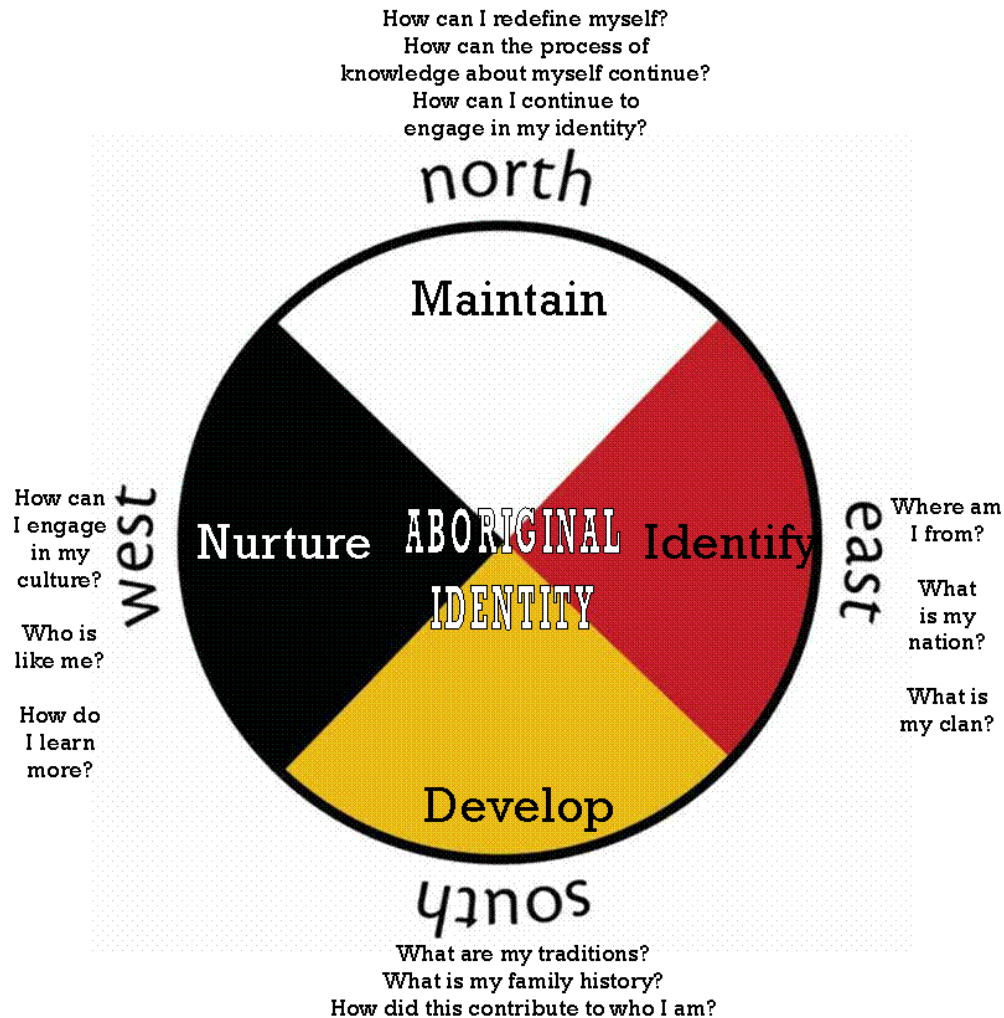 How can I redefine myself?
How can the process of
knowledge about myself continue?
How can I continue to
engage in my identity?
north
Maintain
How can
I engage
in my
culture?
Who is
like me?
How do
I learn
more?
west
Nurture
ABORIGINAL
IDENTITY
Identify
east
Where am
I from?
What
is my
nation?
What is
my clan?
Develop
south
What are my traditions?
What is my family history?
How did this contribute to who I am?